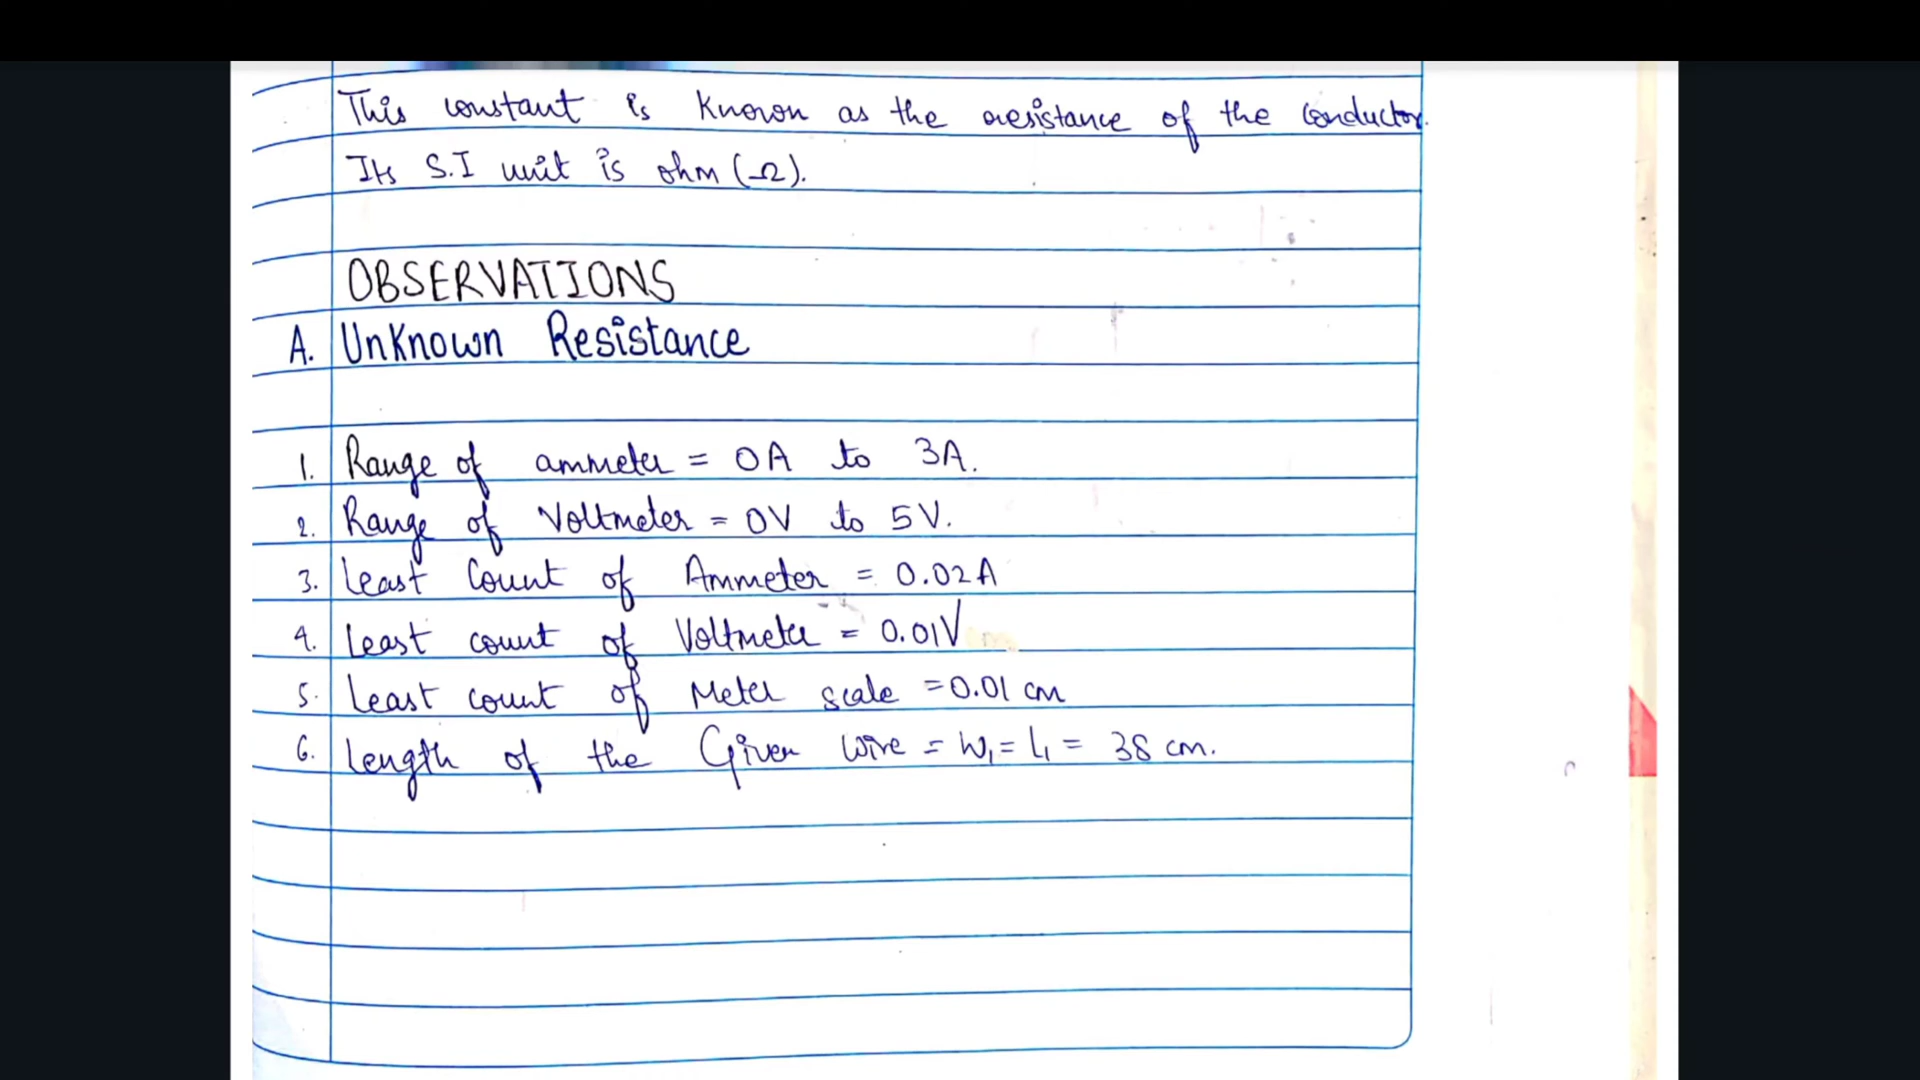 This constant is known as the resistance of the conductor.
Its S.I unit is ohm (Ω).
OBSERVATIONS
A. UnKnown Resistance
1. Range of ammeter = 0A to 3A.
2. Range of Voltmeter = 0V to 5V.
3. Least Count of Ammeter = 0.02A
4. Least count of Voltmeter = 0.01V
5. Least count of Meter scale = 0.01 cm
6. Length of the Given wire = W₁ = L₁ = 38 cm.